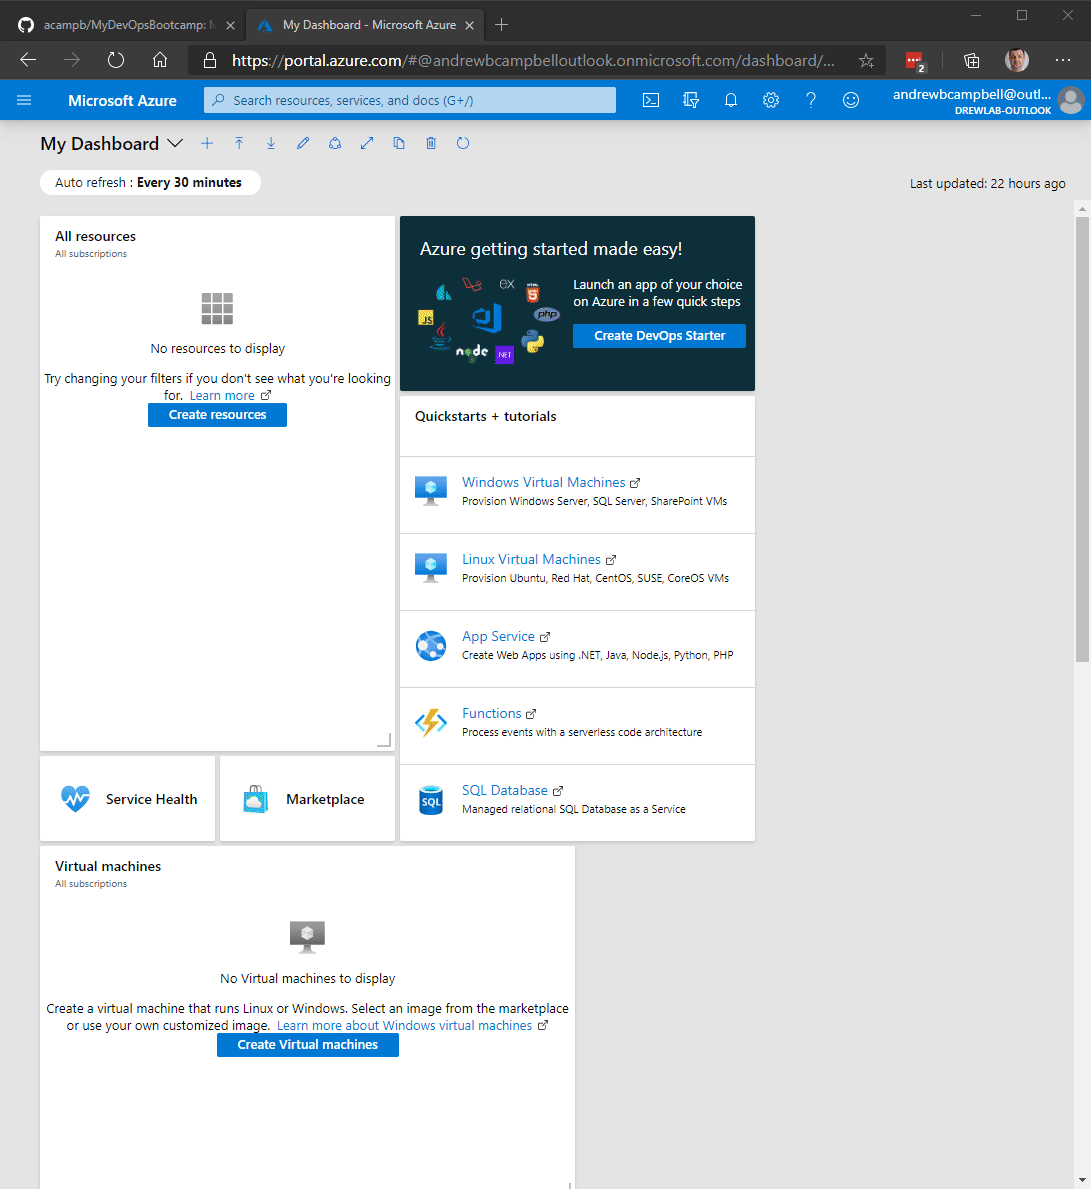 acampb/MyDevOpsBootcamp: M
My Dashboard - Microsoft Azure
https://portal.azure.com/#@andrewbcampbelloutlook.onmicrosoft.com/dashboard/...
2
Microsoft Azure
Search resources, services, and docs (G+/)
andrewbcampbell@outl...
DREWLAB-OUTLOOK
My Dashboard
Auto refresh : Every 30 minutes
Last updated: 22 hours ago
All resources
All subscriptions
No resources to display
Try changing your filters if you don't see what you're looking
for. Learn more
Create resources
Azure getting started made easy!
EX
HTML
JS
php
node
.NET
Launch an app of your choice
on Azure in a few quick steps
Create DevOps Starter
Quickstarts + tutorials
Windows Virtual Machines
Provision Windows Server, SQL Server, SharePoint VMs
Linux Virtual Machines
Provision Ubuntu, Red Hat, CentOS, SUSE, CoreOS VMs
App Service
Create Web Apps using .NET, Java, Node.js, Python, PHP
Functions
Process events with a serverless code architecture
SQL
SQL Database
Managed relational SQL Database as a Service
Service Health
Marketplace
Virtual machines
All subscriptions
No Virtual machines to display
Create a virtual machine that runs Linux or Windows. Select an image from the marketplace
or use your own customized image. Learn more about Windows virtual machines
Create Virtual machines